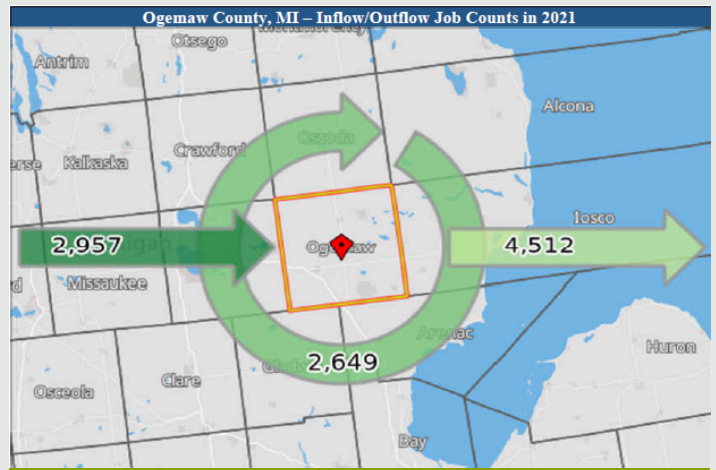 Ogemaw County, MI – Inflow/Outflow Job Counts in 2021
Otsego
Antrim
Alcona
Oscoda
Crawford
Kalkaska
Iosco
2,957
Ogemaw
4,512
Missaukee
Arenac
2,649
Huron
Clare
Osceola
Bay